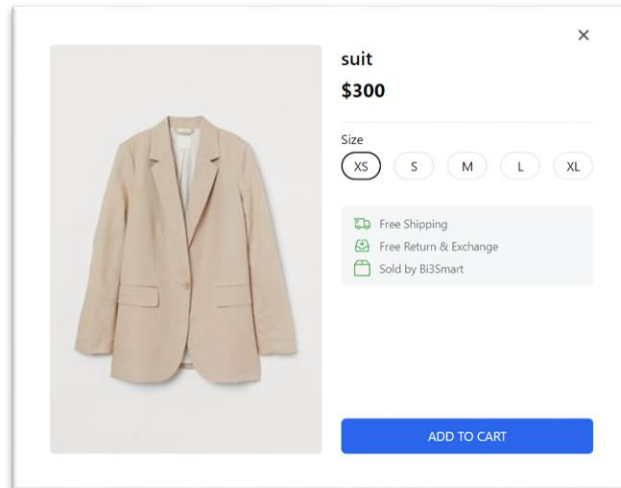 suit
$300
Size
XS S M L XL
Free Shipping
Free Return & Exchange
Sold by Bi3Smart
ADD TO CART